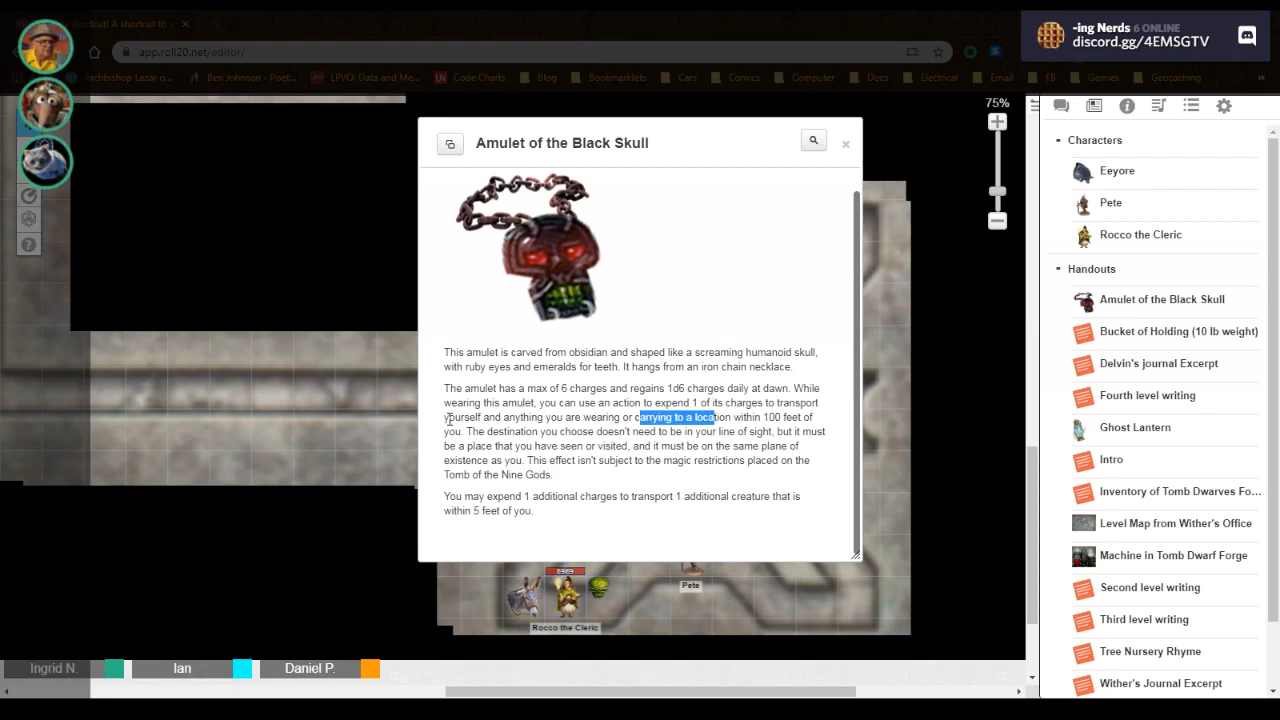 shortcut! A shortcut to
-ing Nerds 6 ONLINE
discord.gg/4EMSGTV
app.roll20.net/editor/
Archbishop Lazar o...
Ben Johnson - Poet...
LPVO: Data and Me...
Code Charts
Blog
Bookmarklets
Cars
Comics
Computer
Docs
Electrical
Email
FB
Games
Geocaching
»
75%
Amulet of the Black Skull
This amulet is carved from obsidian and shaped like a screaming humanoid skull,
with ruby eyes and emeralds for teeth. It hangs from an iron chain necklace.
The amulet has a max of 6 charges and regains 1d6 charges daily at dawn. While
wearing this amulet, you can use an action to expend 1 of its charges to transport
yourself and anything you are wearing or carrying to a location within 100 feet of
you. The destination you choose doesn't need to be in your line of sight, but it must
be a place that you have seen or visited, and it must be on the same plane of
existence as you. This effect isn't subject to the magic restrictions placed on the
Tomb of the Nine Gods.
You may expend 1 additional charges to transport 1 additional creature that is
within 5 feet of you.
Pete
Rocco the Cleric
Ingrid N.
Ian
Daniel P.
Characters
Eeyore
Pete
Rocco the Cleric
Handouts
Amulet of the Black Skull
Bucket of Holding (10 lb weight)
Delvin's journal Excerpt
Fourth level writing
Ghost Lantern
Intro
Inventory of Tomb Dwarves Fo...
Level Map from Wither's Office
Machine in Tomb Dwarf Forge
Second level writing
Third level writing
Tree Nursery Rhyme
Wither's Journal Excerpt